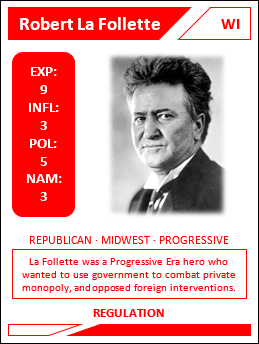 Robert La Follette WI
EXP:
9
INFL:
3
POL:
5
NAM:
3
REPUBLICAN · MIDWEST · PROGRESSIVE
La Follette was a Progressive Era hero who
wanted to use government to combat private
monopoly, and opposed foreign interventions.
REGULATION